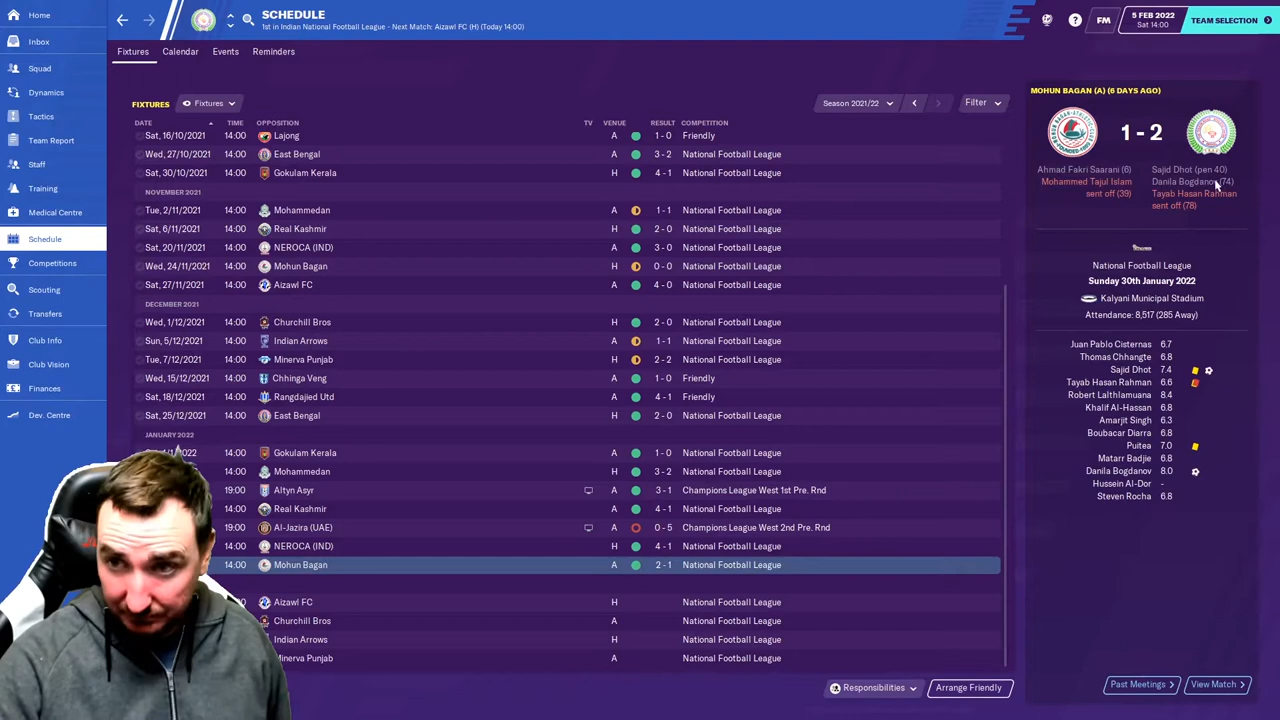 Home
SCHEDULE
1st in Indian National Football League - Next Match: Aizawl FC (H) (Today 14:00)
FM
5 FEB 2022
Sat 14:00
TEAM SELECTION
Inbox
Squad
Dynamics
Tactics
Team Report
Staff
Training
Medical Centre
Schedule
Competitions
Scouting
Transfers
Club Info
Club Vision
Finances
Dev. Centre
Fixtures Calendar Events Reminders
FIXTURES Fixtures Season 2021/22 Filter
DATE OPPOSITION TV VENUE RESULT COMPETITION
Sat, 16/10/2021 14:00 Lajong A 1 - 0 Friendly
Wed, 27/10/2021 14:00 East Bengal A 3 - 2 National Football League
Sat, 30/10/2021 14:00 Gokulam Kerala H 4 - 1 National Football League
NOVEMBER 2021
Tue, 2/11/2021 14:00 Mohammedan A 1 - 1 National Football League
Sat, 6/11/2021 14:00 Real Kashmir H 2 - 0 National Football League
Sat, 20/11/2021 14:00 NEROCA (IND) A 3 - 0 National Football League
Wed, 24/11/2021 14:00 Mohun Bagan H 0 - 0 National Football League
Sat, 27/11/2021 14:00 Aizawl FC A 4 - 0 National Football League
DECEMBER 2021
Wed, 1/12/2021 14:00 Churchill Bros H 2 - 0 National Football League
Sun, 5/12/2021 14:00 Indian Arrows A 1 - 1 National Football League
Tue, 7/12/2021 14:00 Minerva Punjab H 2 - 2 National Football League
Wed, 15/12/2021 14:00 Chhinga Veng A 1 - 0 Friendly
Sat, 18/12/2021 14:00 Rangdajied Utd A 4 - 1 Friendly
Sat, 25/12/2021 14:00 East Bengal H 2 - 0 National Football League
JANUARY 2022
14:00 Gokulam Kerala A 1 - 0 National Football League
14:00 Mohammedan H 3 - 2 National Football League
19:00 Altyn Asyr A 3 - 1 Champions League West 1st Pre. Rnd
14:00 Real Kashmir A 4 - 1 National Football League
19:00 Al-Jazira (UAE) A 0 - 5 Champions League West 2nd Pre. Rnd
14:00 NEROCA (IND) H 4 - 1 National Football League
14:00 Mohun Bagan A 2 - 1 National Football League
Aizawl FC H National Football League
Churchill Bros A National Football League
Indian Arrows H National Football League
Minerva Punjab A National Football League
Responsibilities Arrange Friendly
MOHUN BAGAN (A) (6 DAYS AGO)
1 - 2
Ahmad Fakri Saarani (6)
Mohammed Tajul Islam
sent off (39)
Sajid Dhot (pen 40)
Danila Bogdanov (74)
Tayab Hasan Rahman
sent off (78)
National Football League
Sunday 30th January 2022
Kalyani Municipal Stadium
Attendance: 8,517 (285 Away)
Juan Pablo Cisternas 6.7
Thomas Chhangte 6.8
Sajid Dhot 7.4
Tayab Hasan Rahman 6.6
Robert Lalthlamuana 8.4
Khalif Al-Hassan 6.8
Amarjit Singh 6.3
Boubacar Diarra 6.8
Puitea 7.0
Matarr Badjie 6.8
Danila Bogdanov 8.0
Hussein Al-Dor -
Steven Rocha 6.8
Past Meetings View Match